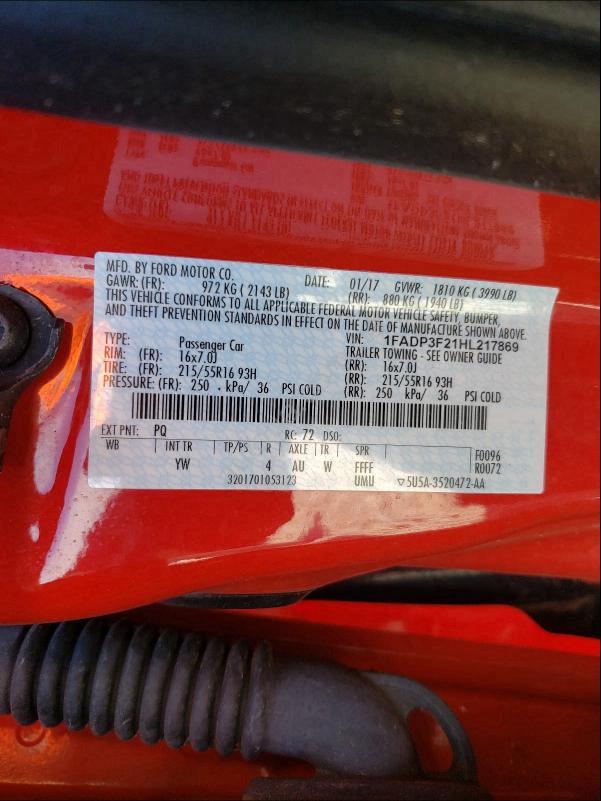 MFD. BY FORD MOTOR CO. DATE: 01/17 GVWR: 1810 KG ( 3990 LB)
GAWR: (FR): 972 KG ( 2143 LB) (RR): 880 KG ( 1940 LB)
THIS VEHICLE CONFORMS TO ALL APPLICABLE FEDERAL MOTOR VEHICLE SAFETY, BUMPER,
AND THEFT PREVENTION STANDARDS IN EFFECT ON THE DATE OF MANUFACTURE SHOWN ABOVE.
VIN: 1FADP3F21HL217869
TYPE: Passenger Car TRAILER TOWING - SEE OWNER GUIDE
RIM: (FR): 16x7.0J (RR): 16x7.0J
TIRE: (FR): 215/55R16 93H (RR): 215/55R16 93H
PRESSURE: (FR): 250 kPa/ 36 PSI COLD (RR): 250 kPa/ 36 PSI COLD
EXT PNT: PQ RC: 72 DSO:
WB INT TR TP/PS R AXLE TR SPR F0096
YW 4 AU W FFFF R0072
3201701053123 UMU ▽5U5A-3520472-AA